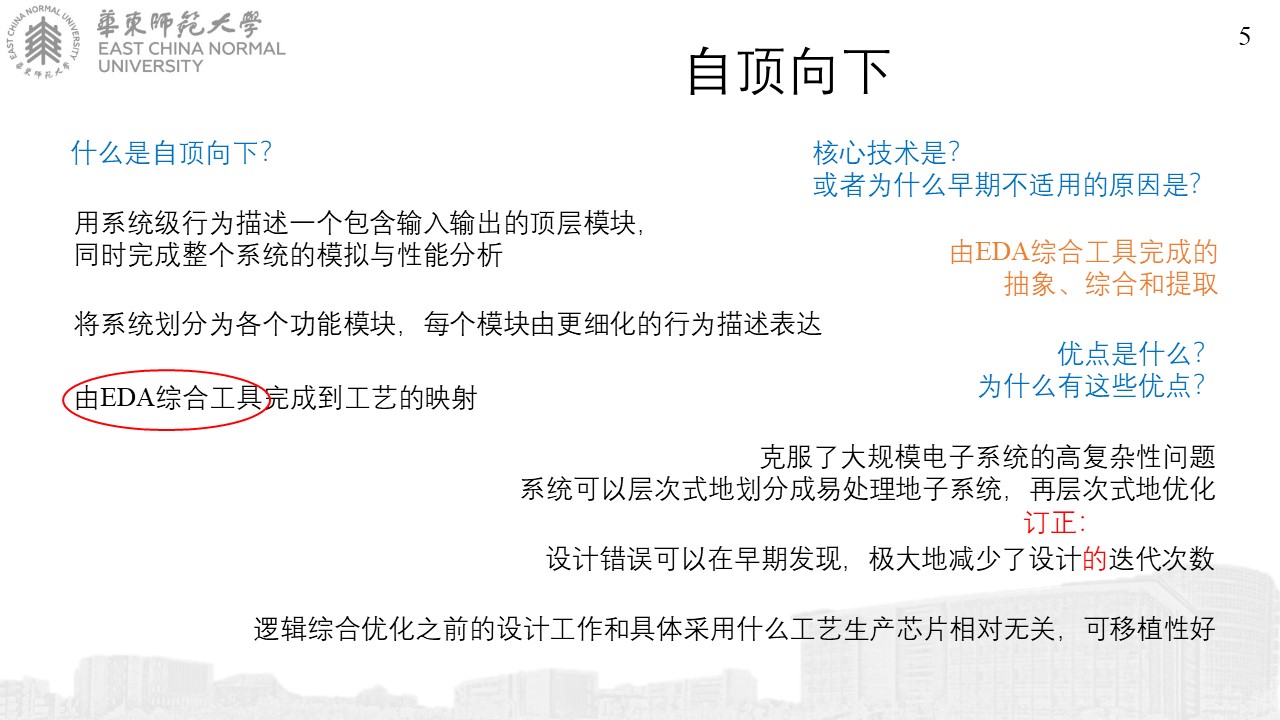 華東師範大學
EAST CHINA NORMAL
UNIVERSITY
EAST CHINA NORMAL UNIVERSITY
華東师范大学
5
自顶向下
什么是自顶向下？
用系统级行为描述一个包含输入输出的顶层模块，
同时完成整个系统的模拟与性能分析
将系统划分为各个功能模块，每个模块由更细化的行为描述表达
由EDA综合工具完成到工艺的映射
核心技术是？
或者为什么早期不适用的原因是？
由EDA综合工具完成的
抽象、综合和提取
优点是什么？
为什么有这些优点？
克服了大规模电子系统的高复杂性问题
系统可以层次式地划分成易处理地子系统，再层次式地优化
订正：
设计错误可以在早期发现，极大地减少了设计的迭代次数
逻辑综合优化之前的设计工作和具体采用什么工艺生产芯片相对无关，可移植性好